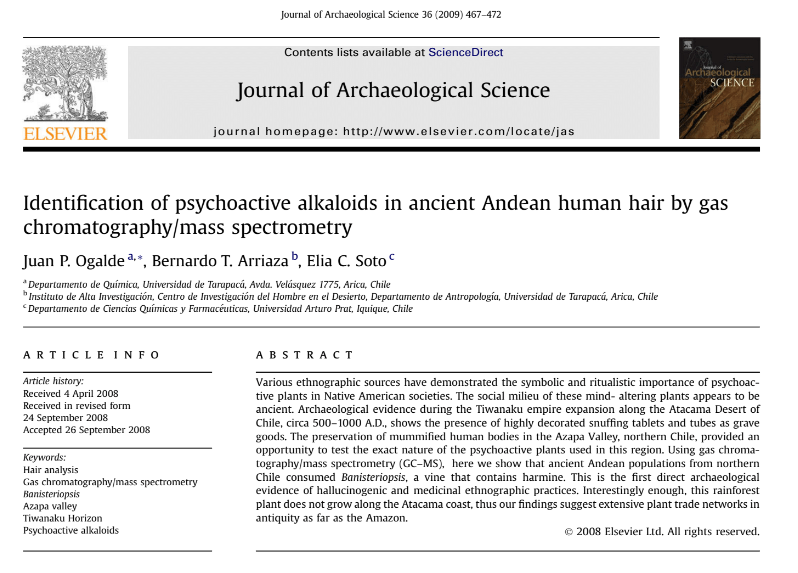 Journal of Archaeological Science 36 (2009) 467–472
Contents lists available at ScienceDirect
Journal of Archaeological Science
journal homepage: http://www.elsevier.com/locate/jas
ELSEVIER
Journal of
Archaeological
SCIENCE
Identification of psychoactive alkaloids in ancient Andean human hair by gas
chromatography/mass spectrometry
Juan P. Ogalde a,*, Bernardo T. Arriaza b, Elia C. Soto c
a Departamento de Química, Universidad de Tarapacá, Avda. Velásquez 1775, Arica, Chile
b Instituto de Alta Investigación, Centro de Investigación del Hombre en el Desierto, Departamento de Antropología, Universidad de Tarapacá, Arica, Chile
c Departamento de Ciencias Químicas y Farmacéuticas, Universidad Arturo Prat, Iquique, Chile
ARTICLE INFO
Article history:
Received 4 April 2008
Received in revised form
24 September 2008
Accepted 26 September 2008
Keywords:
Hair analysis
Gas chromatography/mass spectrometry
Banisteriopsis
Azapa valley
Tiwanaku Horizon
Psychoactive alkaloids
ABSTRACT
Various ethnographic sources have demonstrated the symbolic and ritualistic importance of psychoac-
tive plants in Native American societies. The social milieu of these mind- altering plants appears to be
ancient. Archaeological evidence during the Tiwanaku empire expansion along the Atacama Desert of
Chile, circa 500–1000 A.D., shows the presence of highly decorated snuffing tablets and tubes as grave
goods. The preservation of mummified human bodies in the Azapa Valley, northern Chile, provided an
opportunity to test the exact nature of the psychoactive plants used in this region. Using gas chroma-
tography/mass spectrometry (GC–MS), here we show that ancient Andean populations from northern
Chile consumed Banisteriopsis, a vine that contains harmine. This is the first direct archaeological
evidence of hallucinogenic and medicinal ethnographic practices. Interestingly enough, this rainforest
plant does not grow along the Atacama coast, thus our findings suggest extensive plant trade networks in
antiquity as far as the Amazon.
© 2008 Elsevier Ltd. All rights reserved.